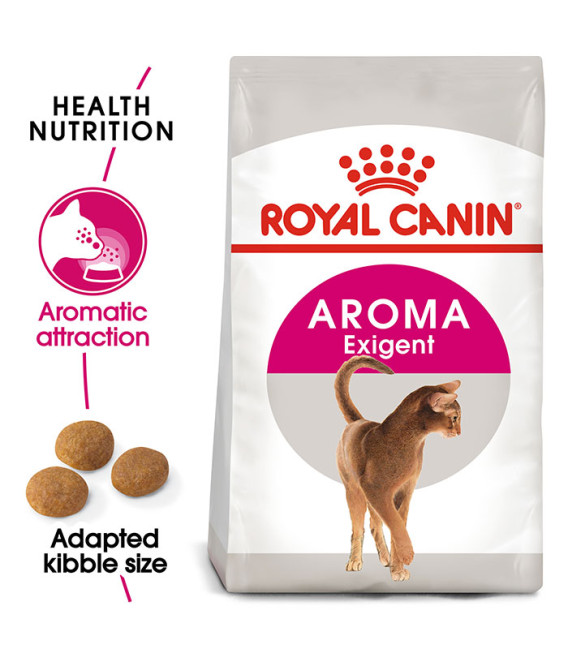 HEALTH
NUTRITION
Aromatic
attraction
Adapted
kibble size
ROYAL CANIN®
AROMA
Exigent